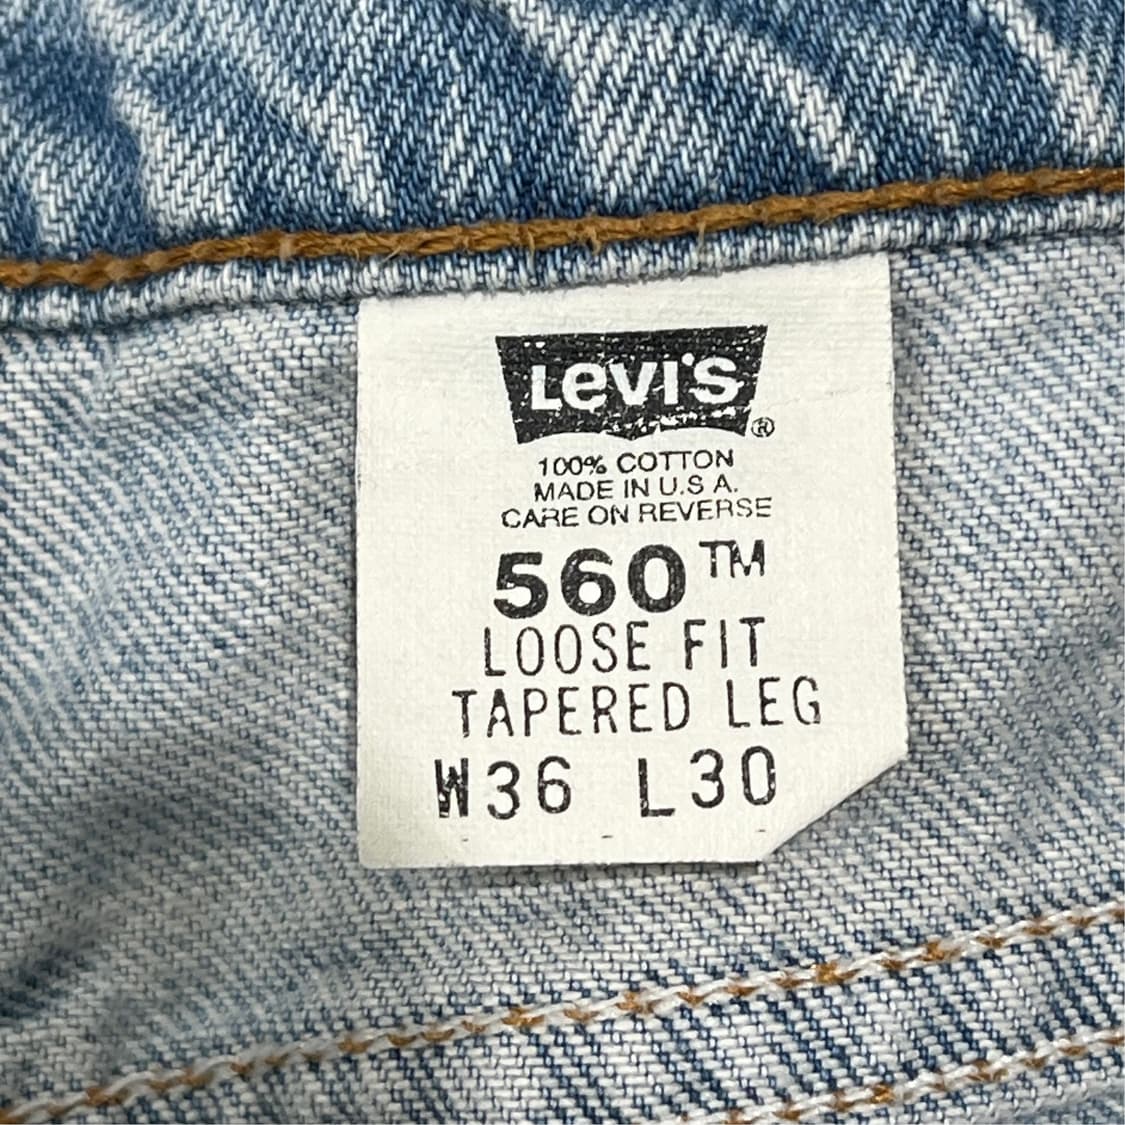 LEVI'S®
100% COTTON
MADE IN U.S A.
CARE ON REVERSE
560™
LOOSE FIT
TAPERED LEG
W36 L30